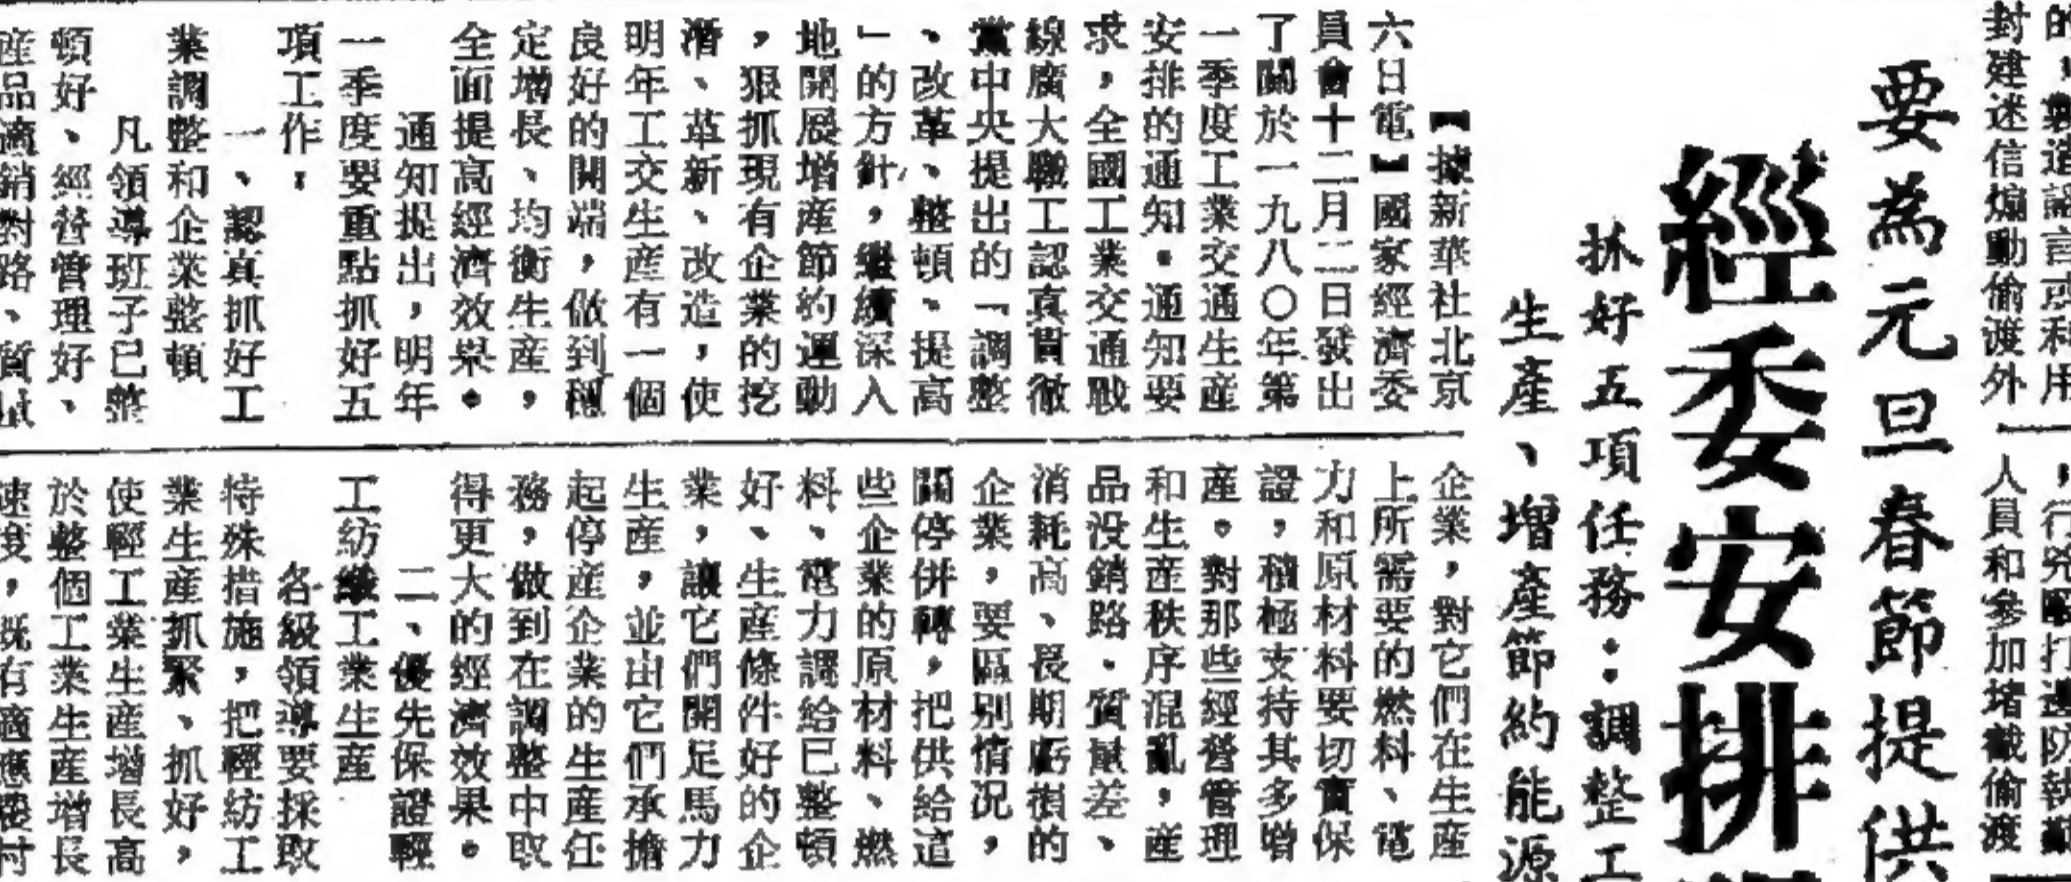 封建迷信煽動偷渡外
人員和參加堵截偷渡
要為元旦春節提供
經委安排
抓好五項任務：調整工
生產、增產節約能源
【據新華社北京
六日電】國家經濟委
員會十二月二日發出
了關於一九八〇年第
一季度工業交通生產
安排的通知。通知要
求，全國工業交通戰
線廣大職工認真貫徹
黨中央提出的「調整
、改革、整頓、提高
」的方針，繼續深入
地開展增產節約運動
，狠抓現有企業的挖
潛、革新、改造，使
明年工交生產有一個
良好的開端，做到穩
定增長、均衡生產，
全面提高經濟效果。
通知提出，明年
一季度要重點抓好五
項工作：
一、認真抓好工
業調整和企業整頓
凡領導班子已整
頓好、經營管理好、
產品適銷對路、質量
企業，對它們在生產
上所需要的燃料、電
力和原材料要切實保
證，積極支持其多增
產。對那些經營管理
和生產秩序混亂，產
品沒銷路、質量差、
消耗高、長期虧損的
企業，要區別情況，
關停併轉，把供給這
些企業的原材料、燃
料、電力調給已整頓
好、生產條件好的企
業，讓它們開足馬力
生產，並由它們承擔
起停產企業的生產任
務，做到在調整中取
得更大的經濟效果。
二、優先保證輕
工紡織工業生產
各級領導要採取
特殊措施，把輕紡工
業生產抓緊、抓好，
使輕工業生產增長高
於整個工業生產增長
速度，既有適應農村